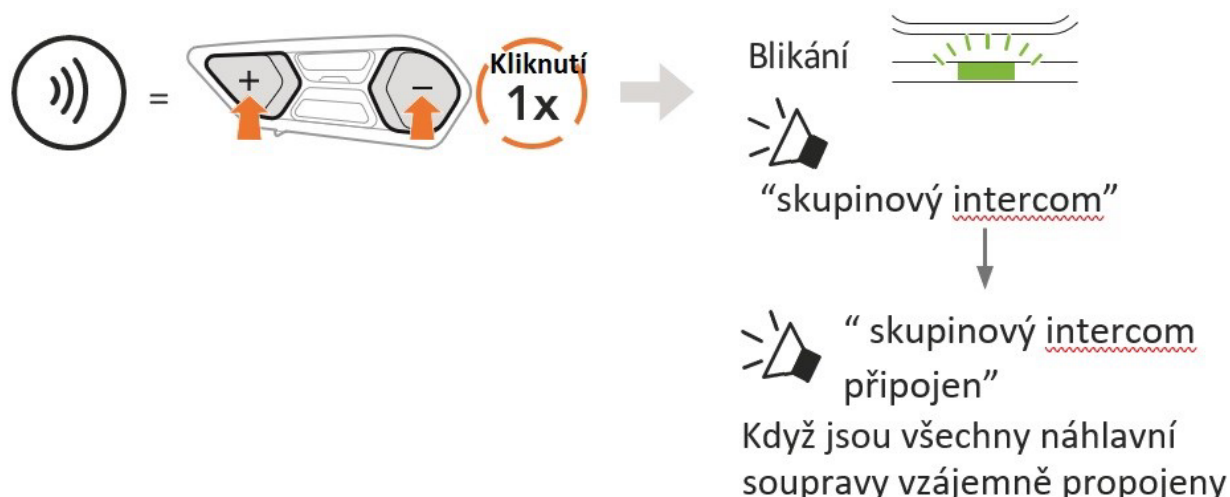 =
+
−
Kliknutí
1x
Blikání
“skupinový intercom”
“ skupinový intercom
připojen”
Když jsou všechny náhlavní
soupravy vzájemně propojeny